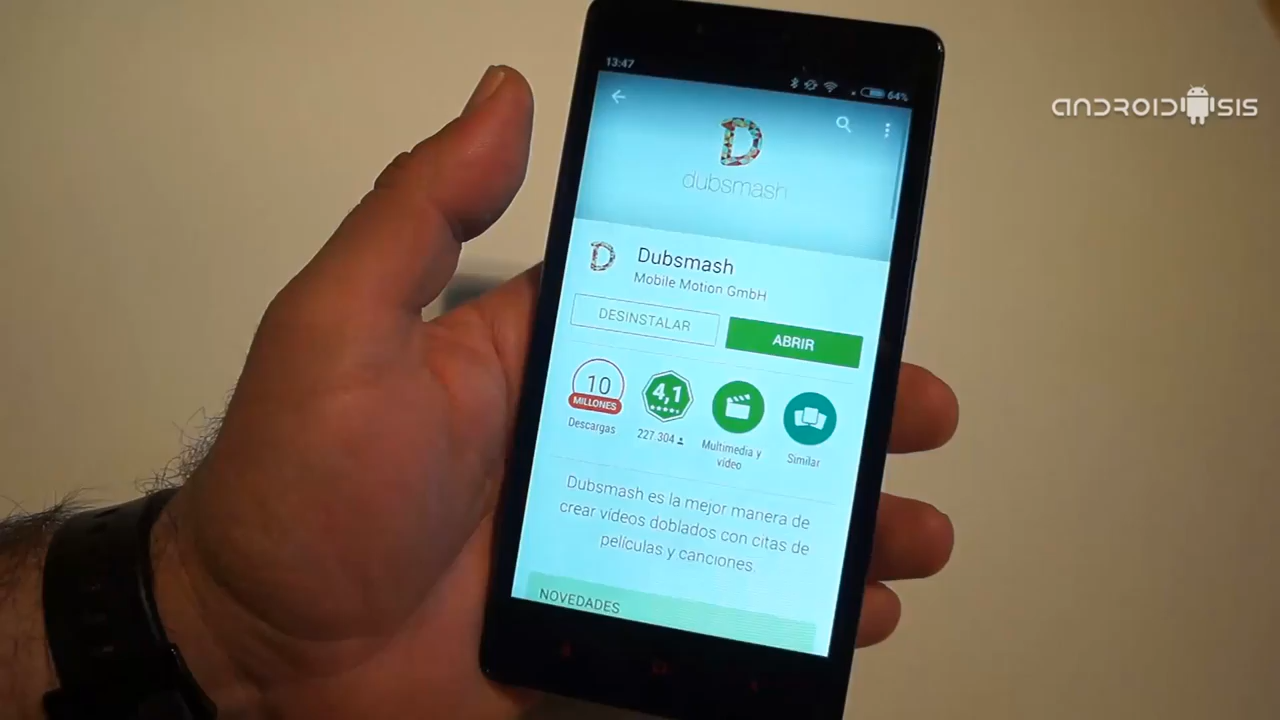 ANDROIDSIS
13:47
64%
D
dubsmash
D
Dubsmash
Mobile Motion GmbH
DESINSTALAR
ABRIR
10
MILLONES
Descargas
4,1
227.304
Multimedia y
vídeo
Similar
Dubsmash es la mejor manera de
crear vídeos doblados con citas de
películas y canciones.
NOVEDADES